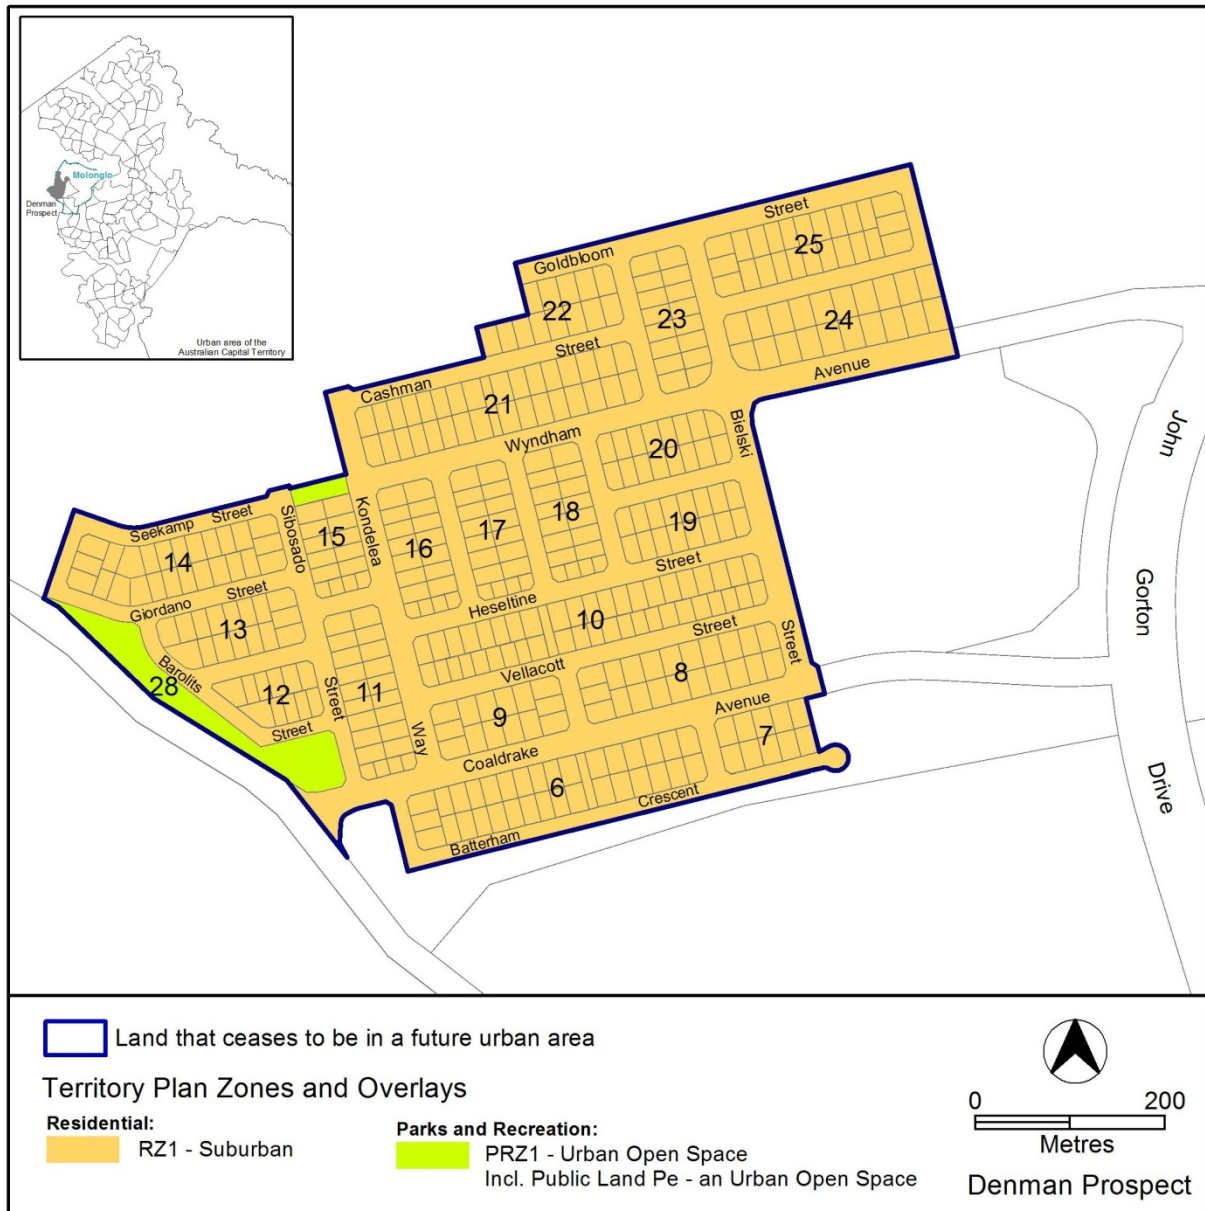 Molonglo
Denman
Prospect
Urban area of the
Australian Capital Territory
Goldbloom
Street
25
22
23
24
Cashman
Street
21
Avenue
Wyndham
Bielski
20
John
Seekamp
Street
Sibosado
15
Kondelea
16
17
18
19
14
Giordano
Street
Heseltine
Street
Gorton
13
10
Barolits
28
12
Street
Street
11
Vellacott
Street
Street
8
9
Way
Avenue
7
Coaldrake
6
Crescent
Batterham
Drive
Land that ceases to be in a future urban area
Territory Plan Zones and Overlays
Residential:
RZ1 - Suburban
Parks and Recreation:
PRZ1 - Urban Open Space
Incl. Public Land Pe - an Urban Open Space
0 200
Metres
Denman Prospect